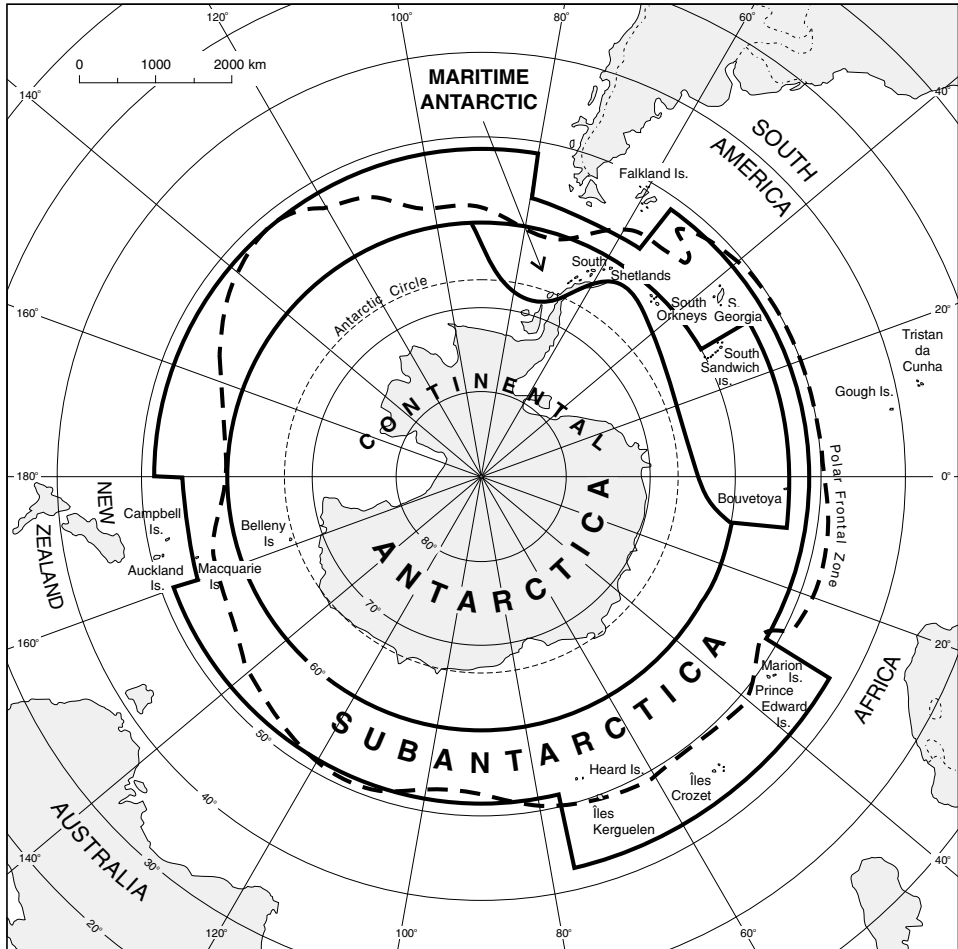 120°
100°
80°
60°
0 1000 2000 km
MARITIME
ANTARCTIC
140°
40°
SOUTH
AMERICA
Falkland Is.
South
Shetlands
Antarctic Circle
South
Orkneys
S.
Georgia
160°
20°
Tristan
da
Cunha
South
Sandwich
Is.
Gough Is.
CONTINENTAL
ANTARCTICA
180°
0°
NEW
ZEALAND
Campbell
Is.
Belleny
Is
Bouvetoya
Polar Frontal Zone
80°
Auckland
Is.
Macquarie
Is.
70°
160°
20°
60°
Marion
Is.
Prince
Edward
Is.
AFRICA
SUBANTARCTICA
50°
Heard Is.
Îles
Crozet
40°
Îles
Kerguelen
AUSTRALIA
140°
30°
40°
20°
120°
100°
80°
60°